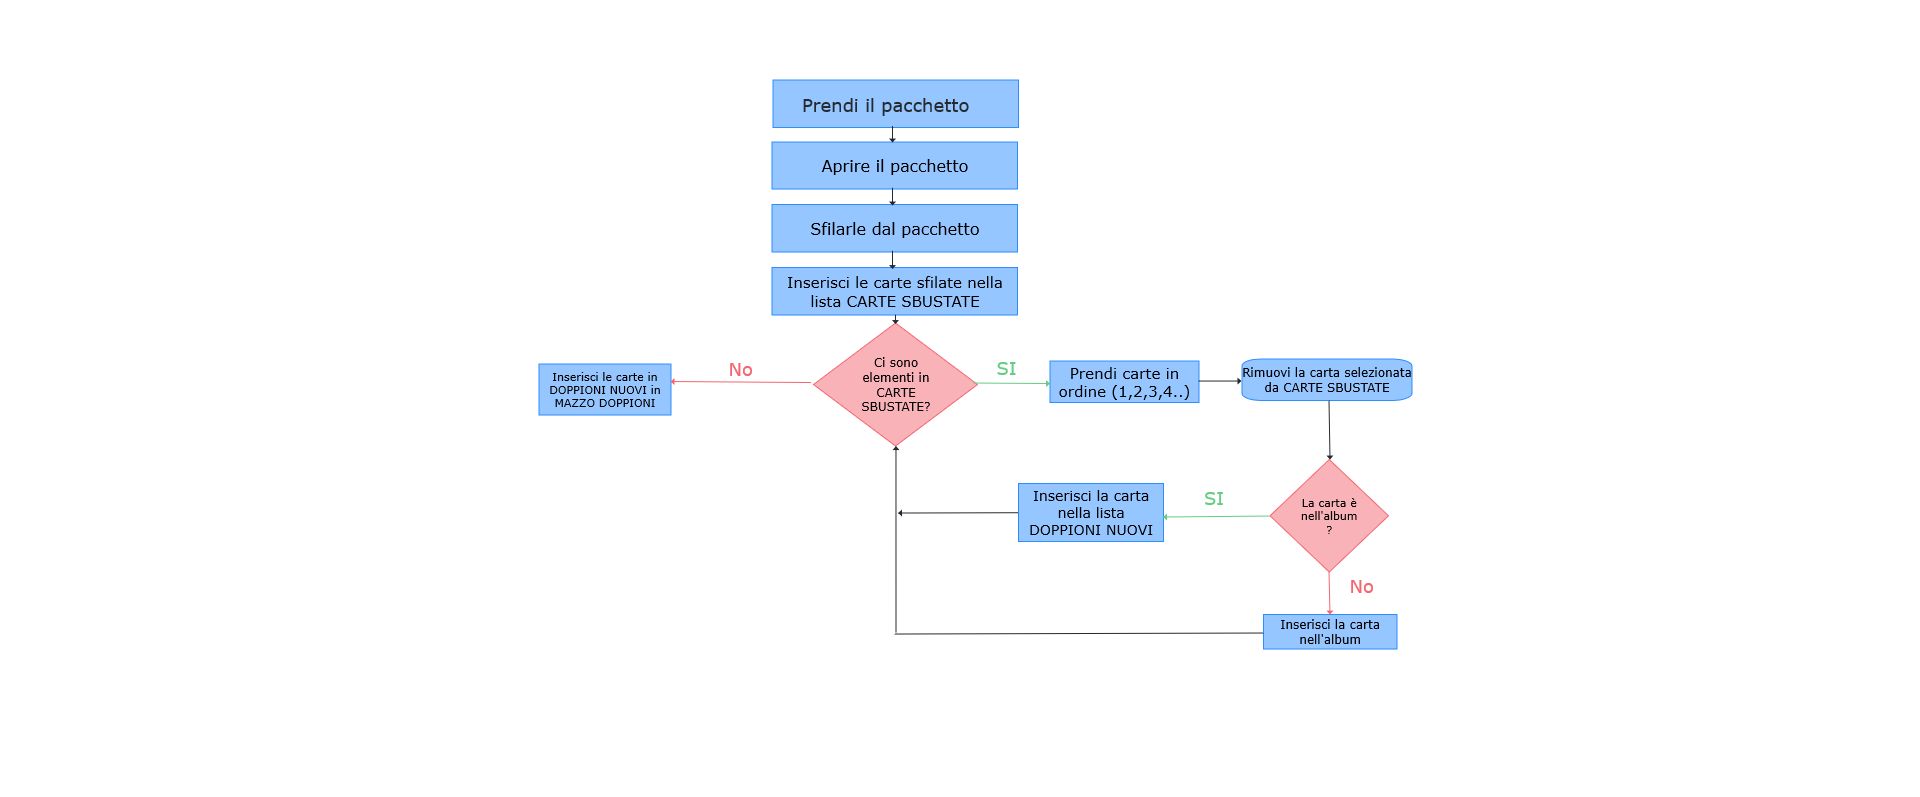 Prendi il pacchetto
Aprire il pacchetto
Sfilarle dal pacchetto
Inserisci le carte sfilate nella
lista CARTE SBUSTATE
Ci sono
elementi in
CARTE
SBUSTATE?
No
Inserisci le carte in
DOPPIONI NUOVI in
MAZZO DOPPIONI
SI
Prendi carte in
ordine (1,2,3,4..)
Rimuovi la carta selezionata
da CARTE SBUSTATE
La carta è
nell'album
?
SI
Inserisci la carta
nella lista
DOPPIONI NUOVI
No
Inserisci la carta
nell'album